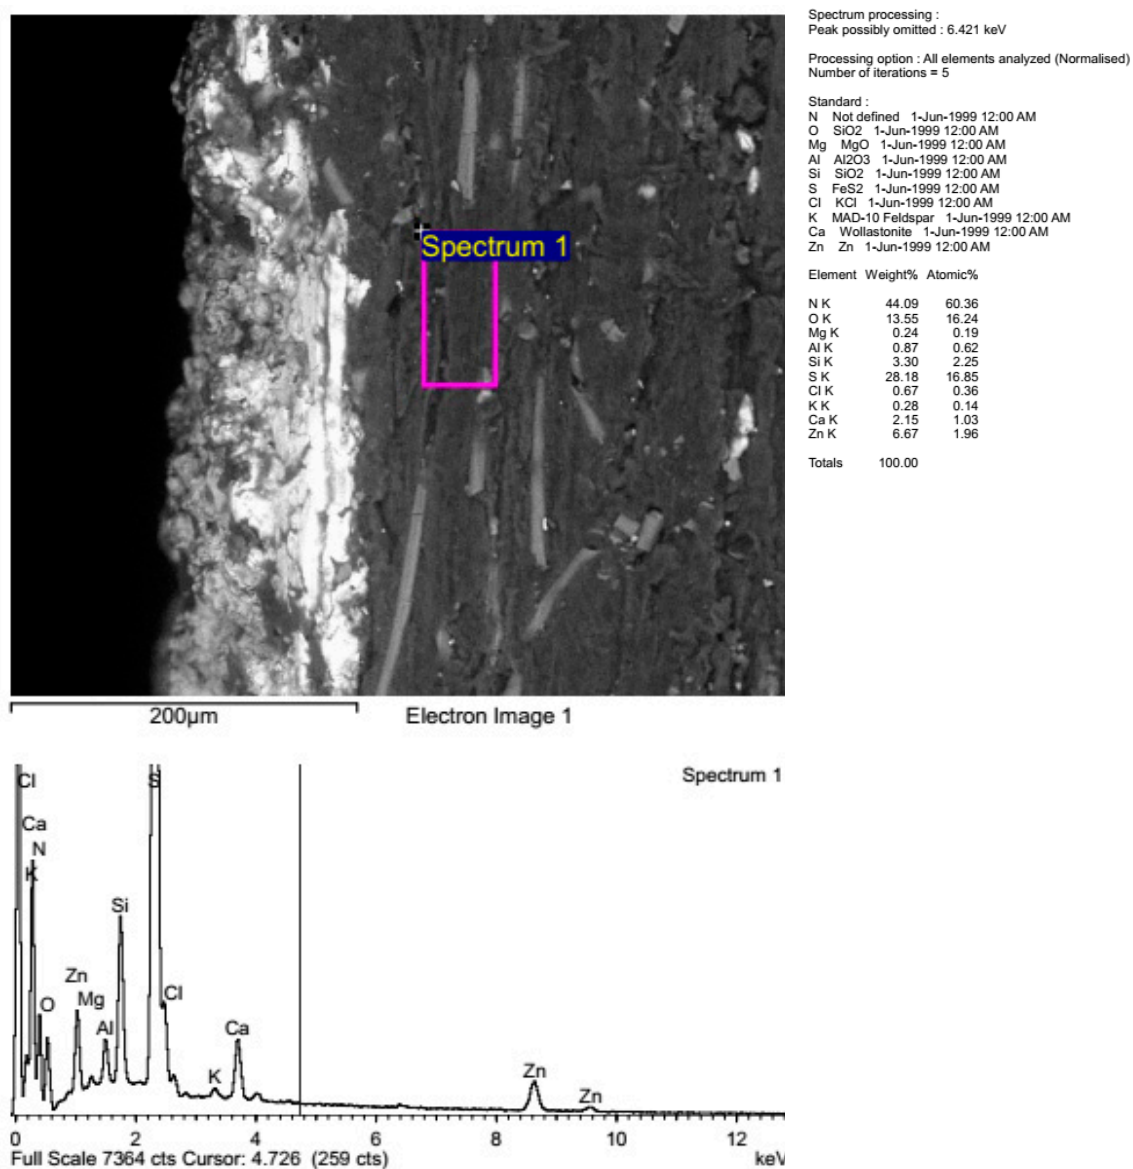 Spectrum processing :
Peak possibly omitted : 6.421 keV
Processing option : All elements analyzed (Normalised)
Number of iterations = 5
Standard :
N Not defined 1-Jun-1999 12:00 AM
O SiO2 1-Jun-1999 12:00 AM
Mg MgO 1-Jun-1999 12:00 AM
Al Al2O3 1-Jun-1999 12:00 AM
Si SiO2 1-Jun-1999 12:00 AM
S FeS2 1-Jun-1999 12:00 AM
Cl KCl 1-Jun-1999 12:00 AM
K MAD-10 Feldspar 1-Jun-1999 12:00 AM
Ca Wollastonite 1-Jun-1999 12:00 AM
Zn Zn 1-Jun-1999 12:00 AM
Element Weight% Atomic%
N K 44.09 60.36
O K 13.55 16.24
Mg K 0.24 0.19
Al K 0.87 0.62
Si K 3.30 2.25
S K 28.18 16.85
Cl K 0.67 0.36
K K 0.28 0.14
Ca K 2.15 1.03
Zn K 6.67 1.96
Totals 100.00
Spectrum 1
200µm Electron Image 1
Spectrum 1
Cl S
Ca
N
K
Si
Zn
Mg
Cl
O
Al
Ca
K
Zn
Zn
0 2 4 6 8 10 12
Full Scale 7364 cts Cursor: 4.726 (259 cts) keV